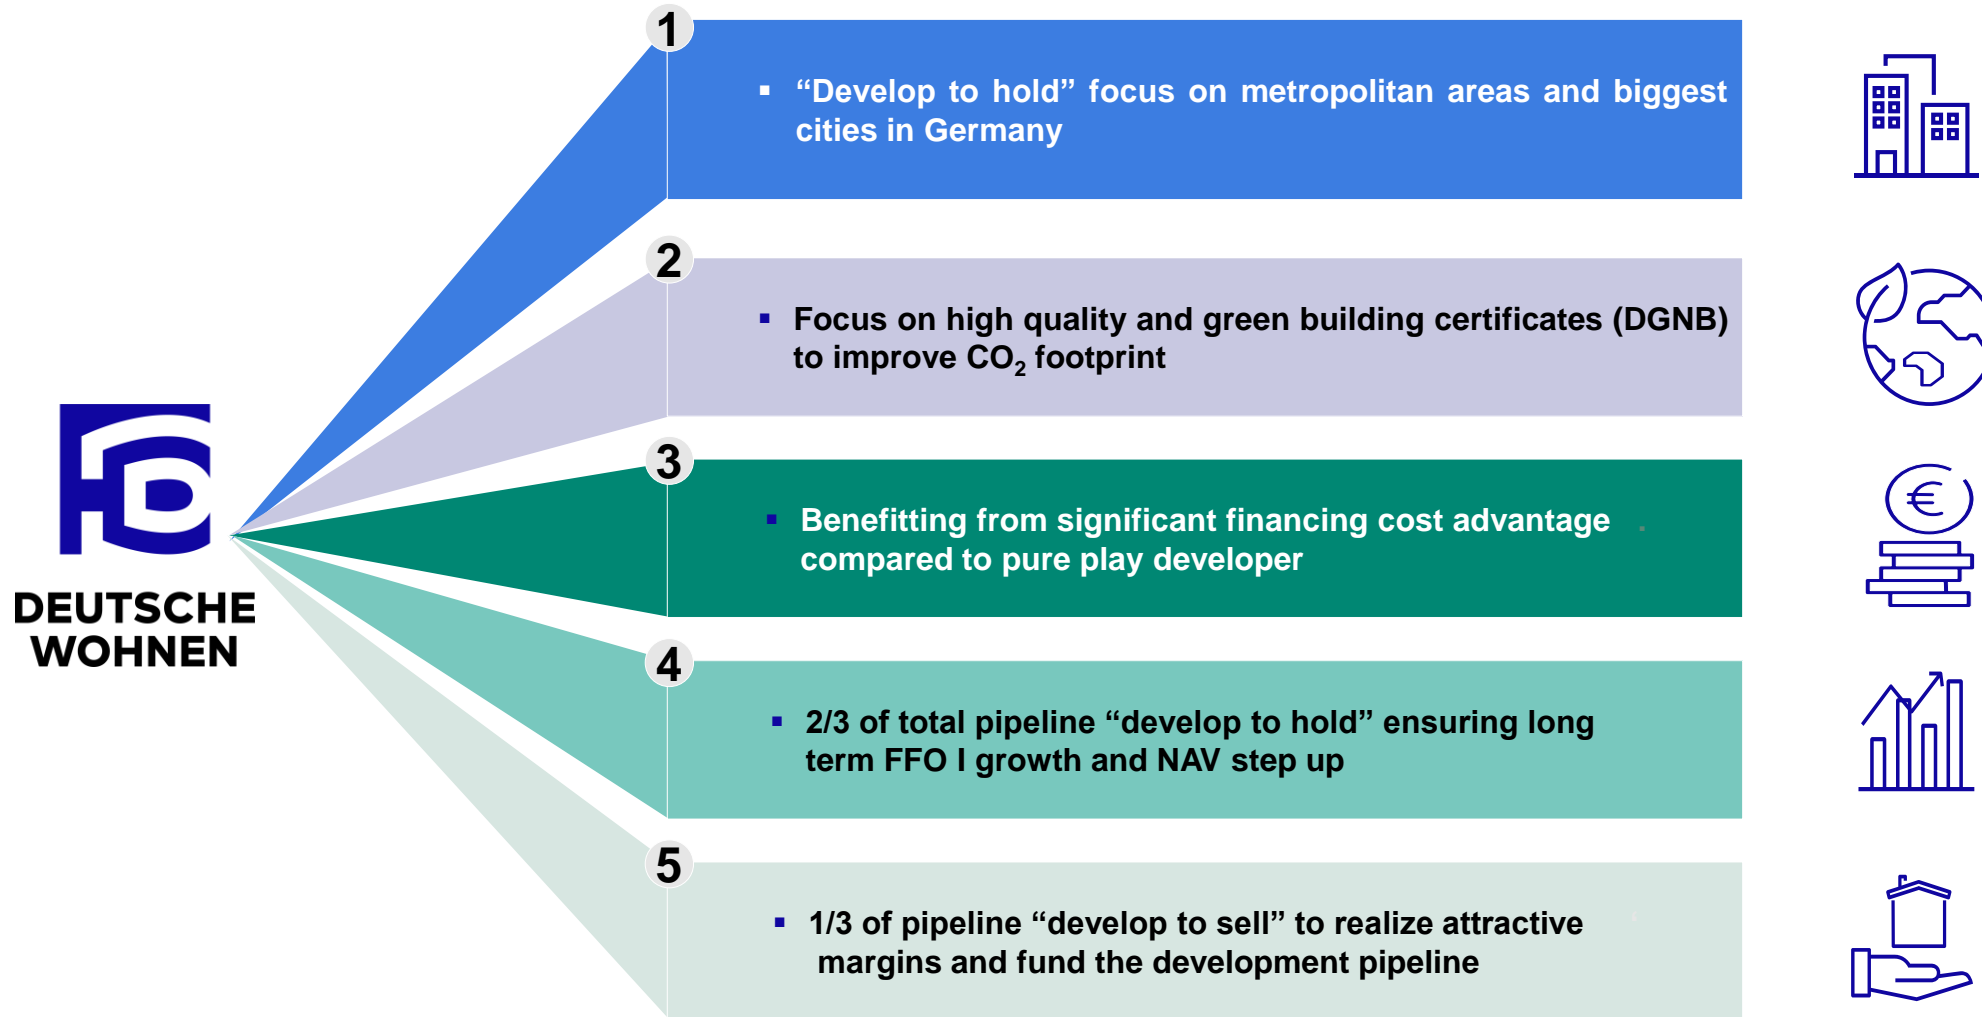 1
▪ “Develop to hold” focus on metropolitan areas and biggest
cities in Germany
2
▪ Focus on high quality and green building certificates (DGNB)
to improve CO₂ footprint
3
▪ Benefitting from significant financing cost advantage
compared to pure play developer
DEUTSCHE
WOHNEN
4
▪ 2/3 of total pipeline “develop to hold” ensuring long
term FFO I growth and NAV step up
5
▪ 1/3 of pipeline “develop to sell” to realize attractive
margins and fund the development pipeline
€